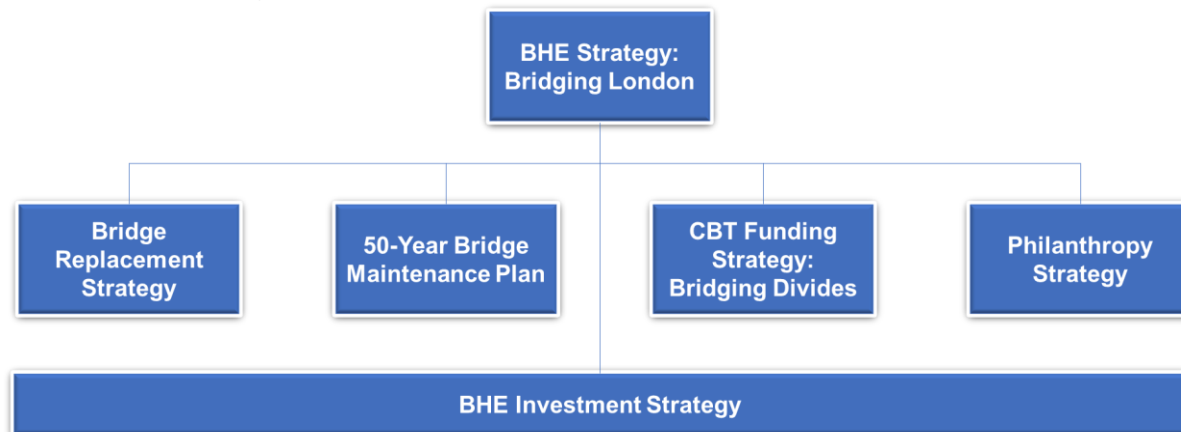 BHE Strategy:
Bridging London
Bridge
Replacement
Strategy
50-Year Bridge
Maintenance Plan
CBT Funding
Strategy:
Bridging Divides
Philanthropy
Strategy
BHE Investment Strategy